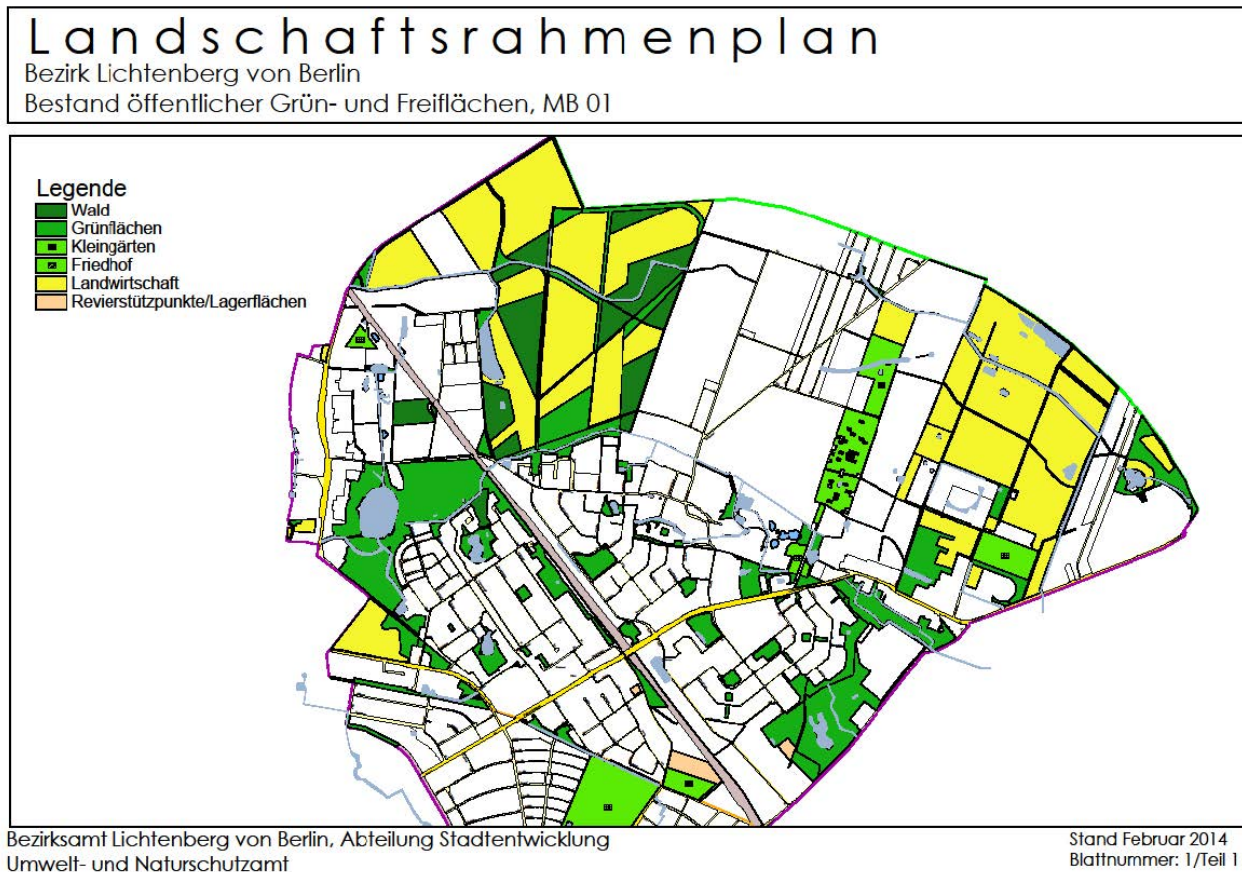 Landschaftsrahmenplan
Bezirk Lichtenberg von Berlin
Bestand öffentlicher Grün- und Freiflächen, MB 01
Legende
Wald
Grünflächen
Kleingärten
Friedhof
Landwirtschaft
Revierstützpunkte/Lagerflächen
Bezirksamt Lichtenberg von Berlin, Abteilung Stadtentwicklung
Umwelt- und Naturschutzamt
Stand Februar 2014
Blattnummer: 1/Teil 1